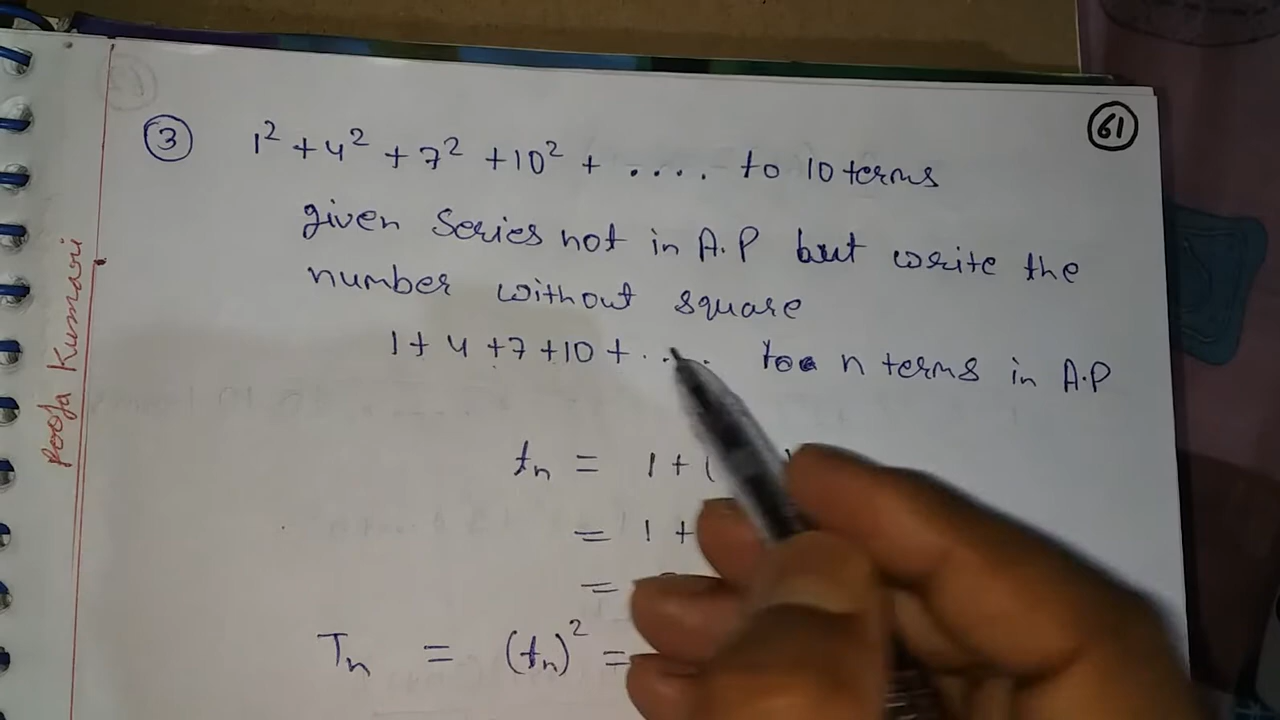 61
③ 1² + 4² + 7² + 10² + .... to 10 terms
given series not in A.P but write the
number without square
1 + 4 + 7 + 10 + .... to n terms in A.P
tₙ = 1 + (
= 1 +
=
Tₙ = (tₙ)² =
Pooja Kumari